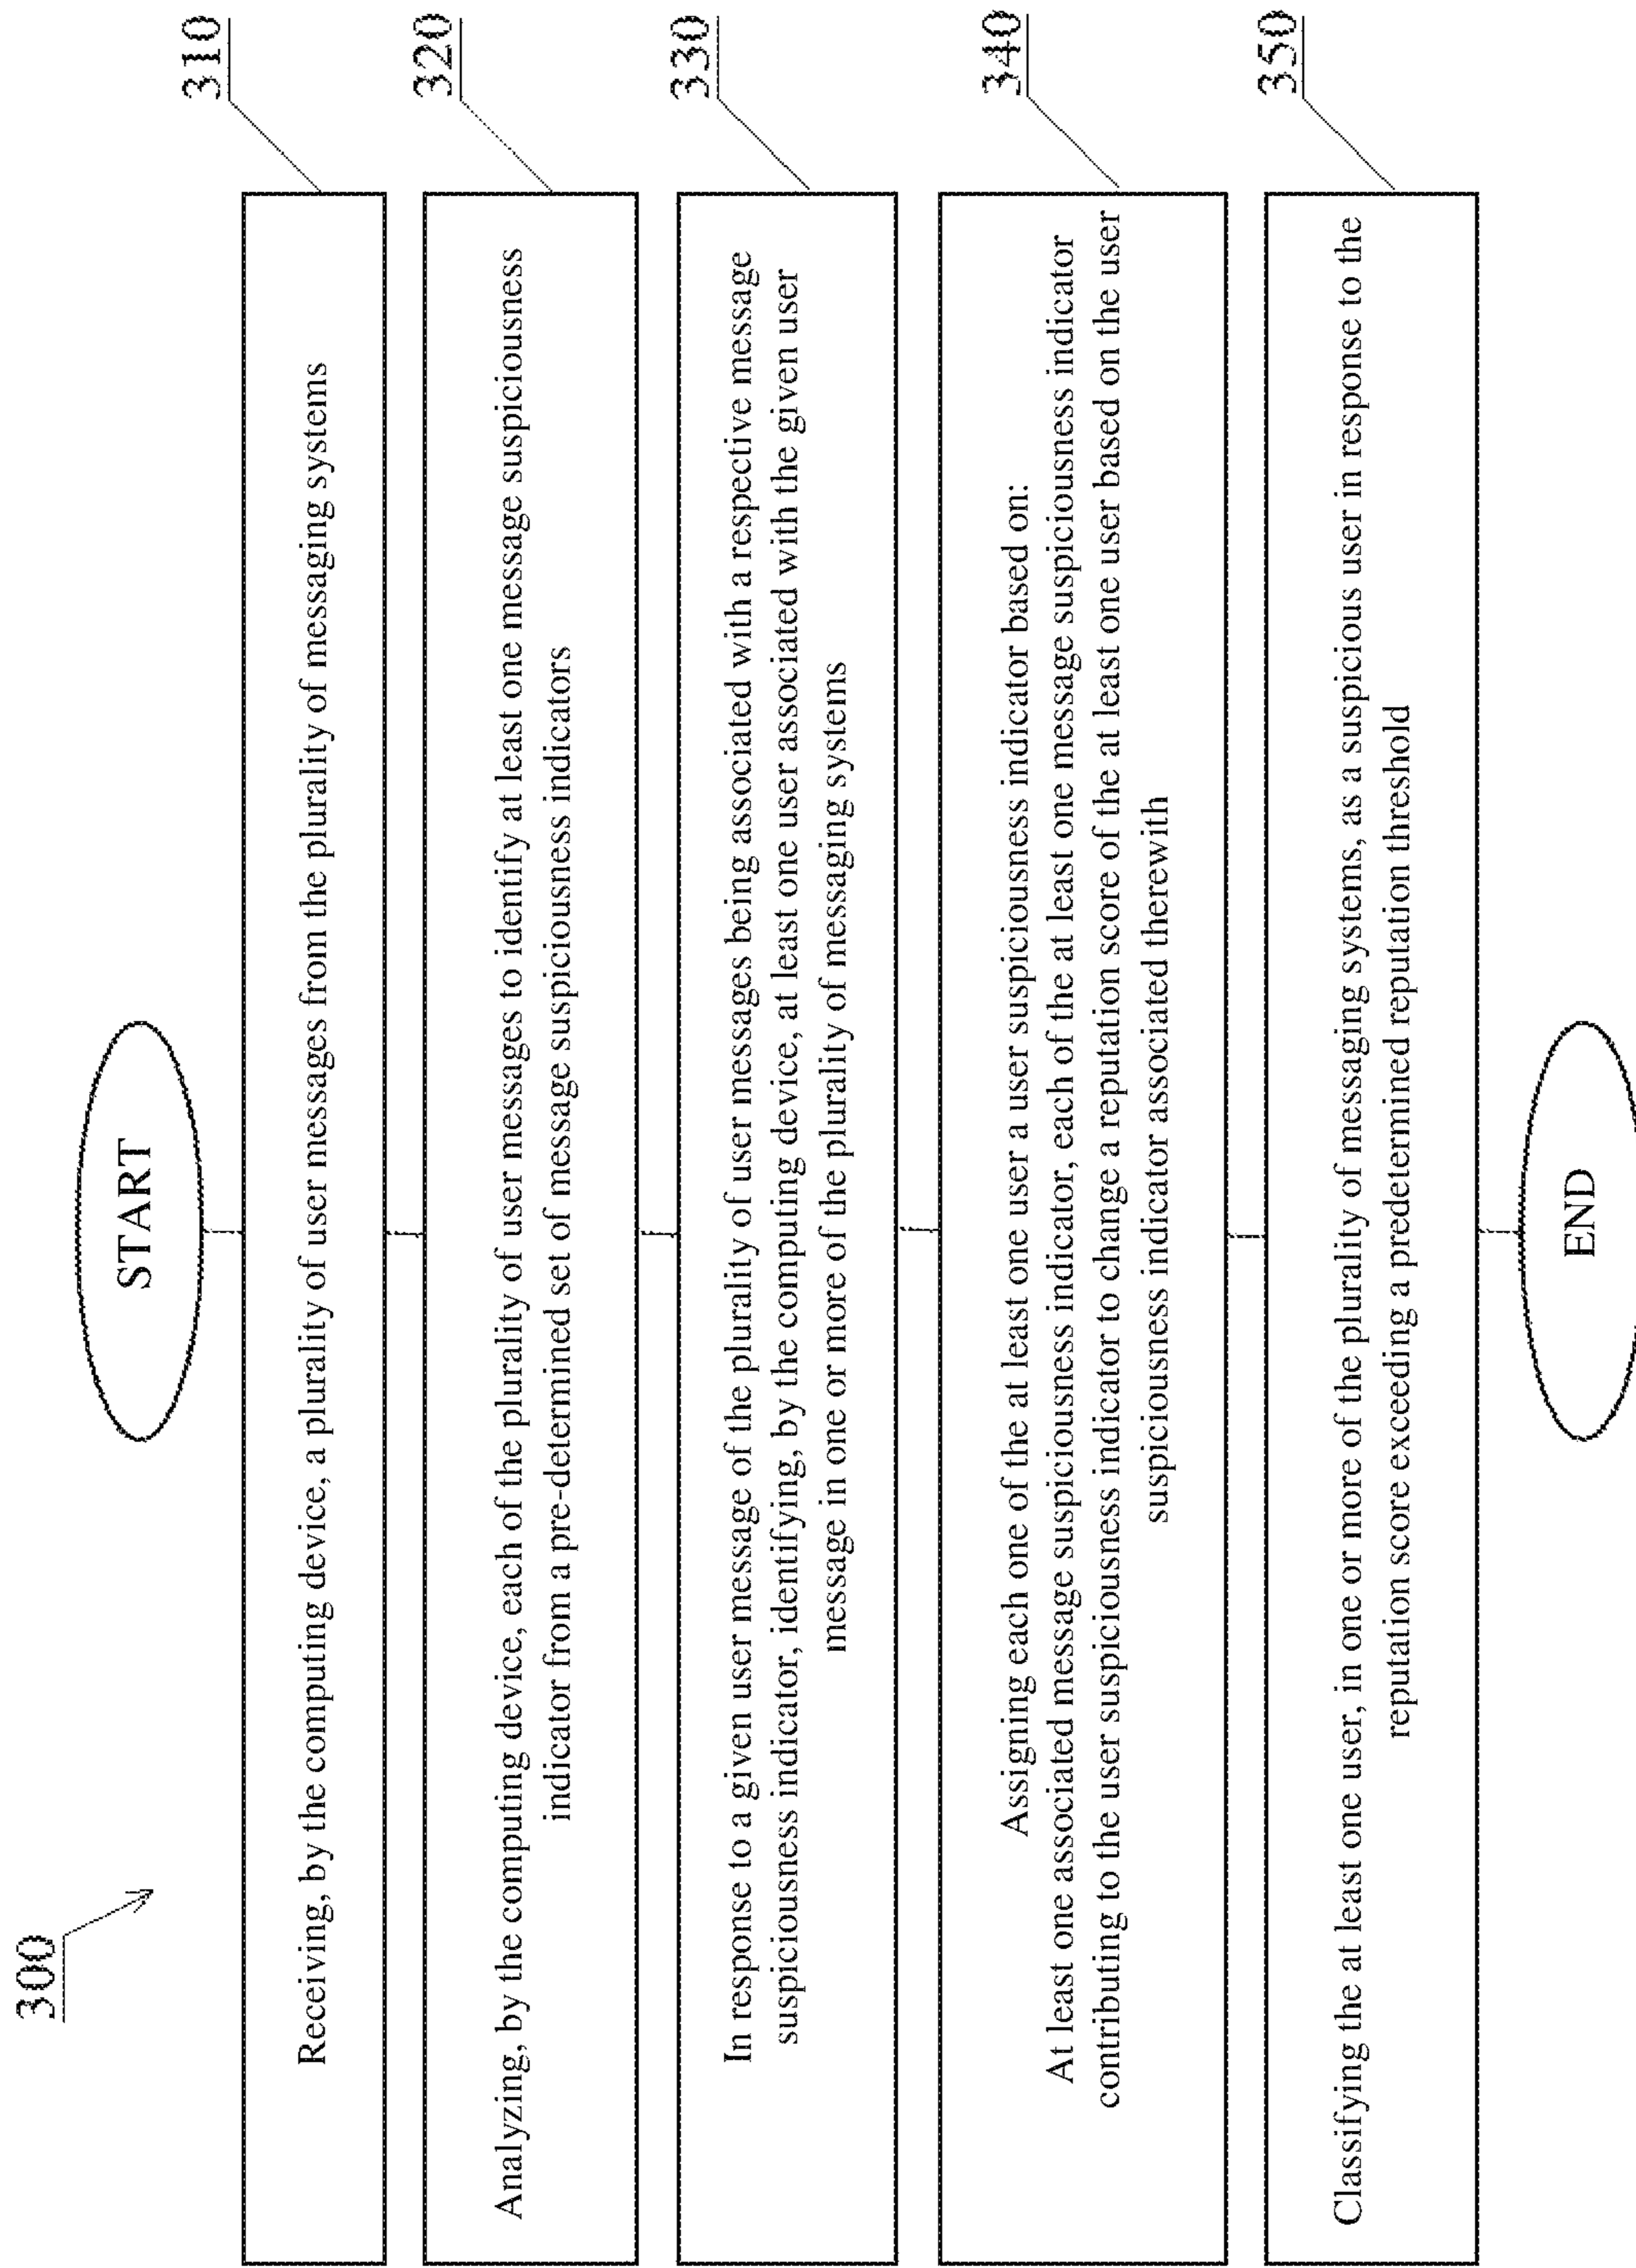 300
START
Receiving, by the computing device, a plurality of user messages from the plurality of messaging systems
310
Analyzing, by the computing device, each of the plurality of user messages to identify at least one message suspiciousness
indicator from a pre-determined set of message suspiciousness indicators
320
In response to a given user message of the plurality of user messages being associated with a respective message
suspiciousness indicator, identifying, by the computing device, at least one user associated with the given user
message in one or more of the plurality of messaging systems
330
Assigning each one of the at least one user a user suspiciousness indicator based on:
At least one associated message suspiciousness indicator, each of the at least one message suspiciousness indicator
contributing to the user suspiciousness indicator to change a reputation score of the at least one user based on the user
suspiciousness indicator associated therewith
340
Classifying the at least one user, in one or more of the plurality of messaging systems, as a suspicious user in response to the
reputation score exceeding a predetermined reputation threshold
350
END